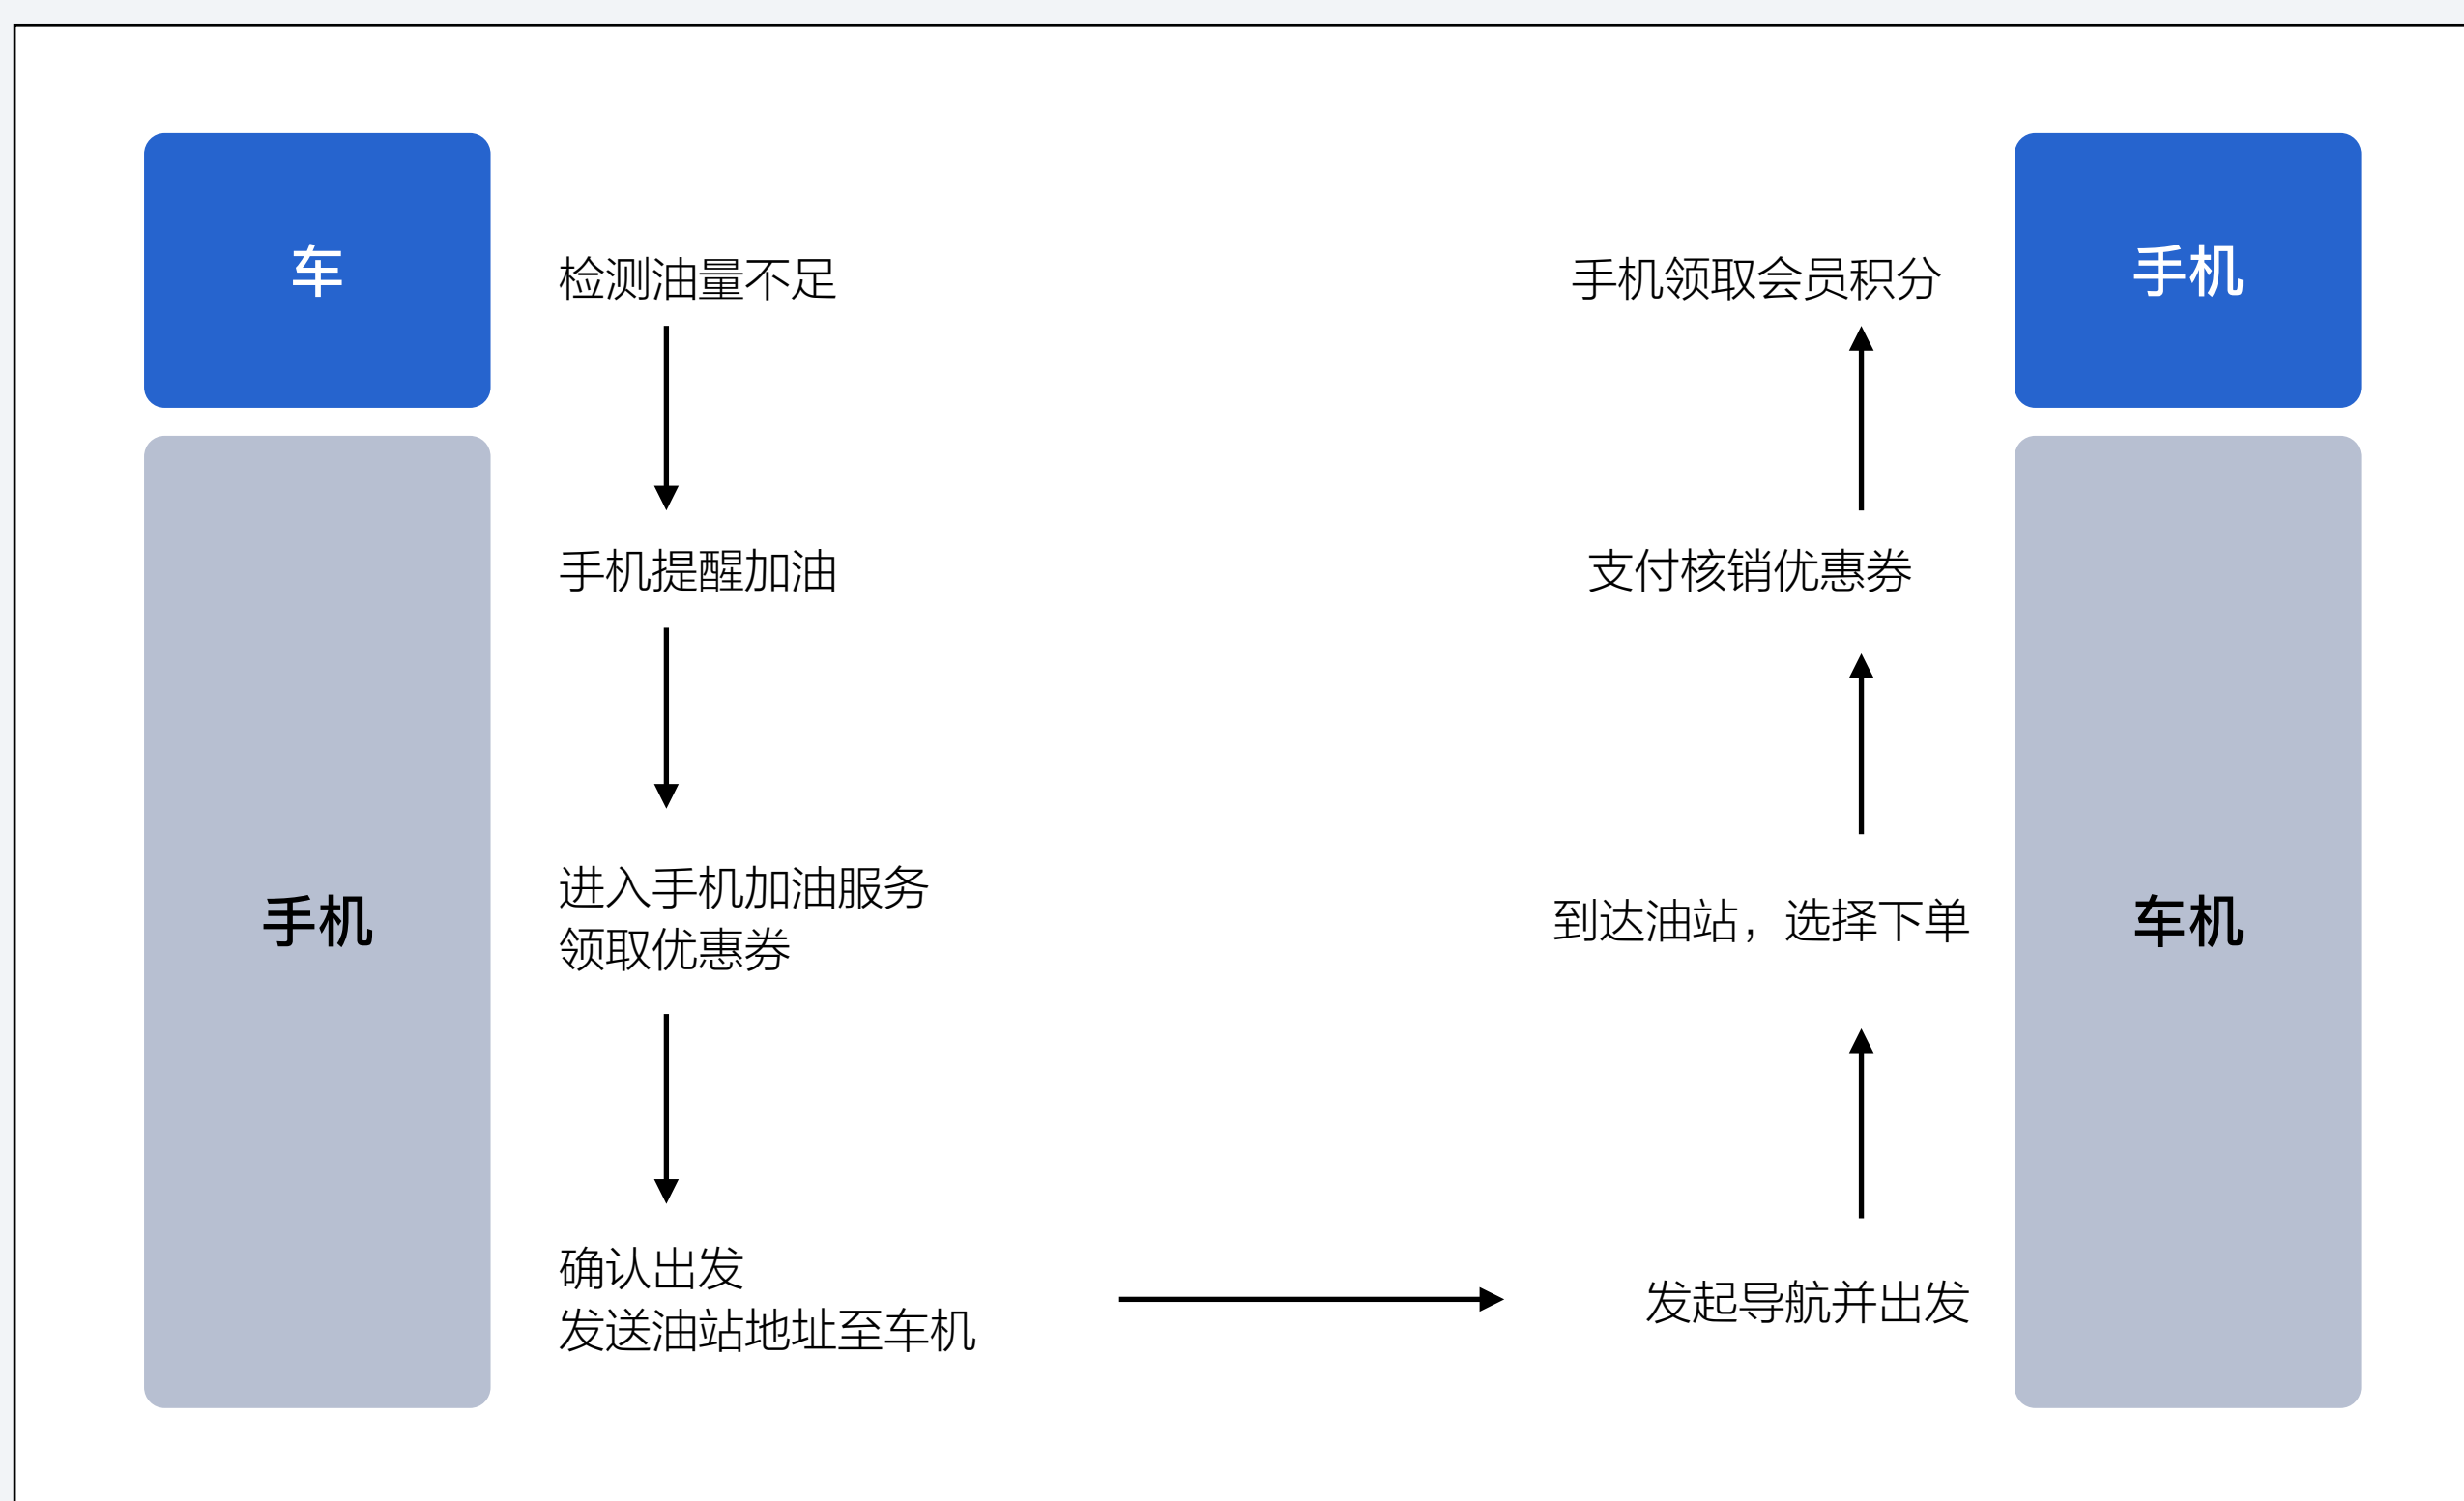 车
检测油量不足
手机提醒加油
手机
进入手机加油服务
领取优惠券
确认出发
发送油站地址至车机
发起导航并出发
到达油站，选择下单
支付核销优惠券
手机领取会员积分
手机
车机